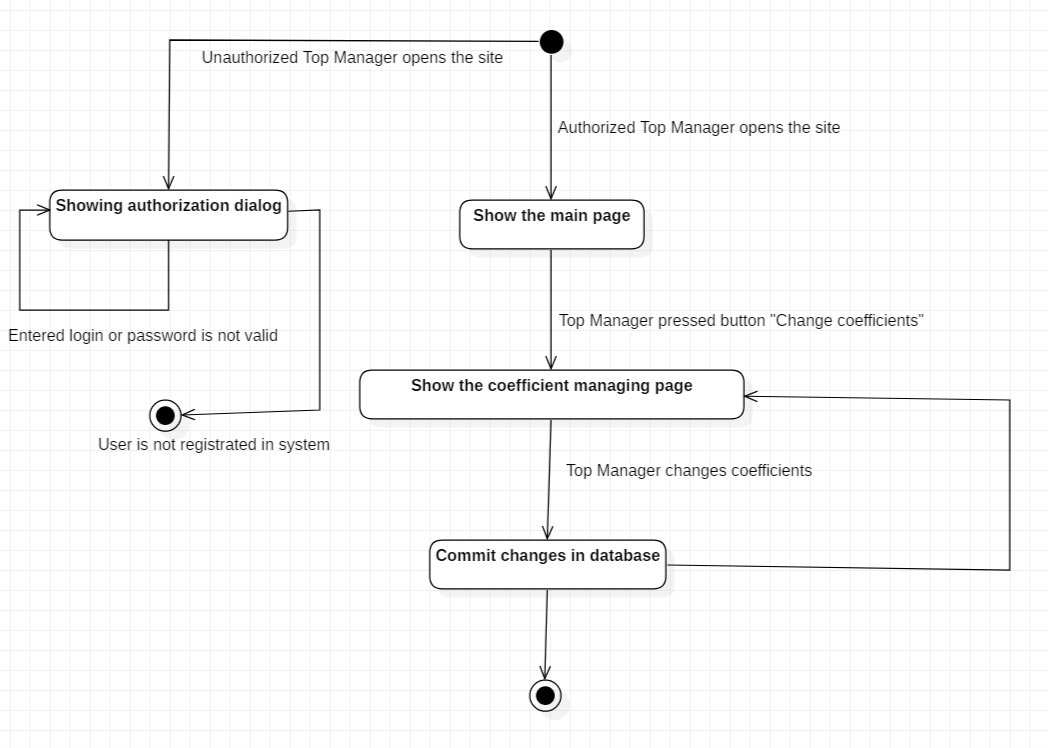 Unauthorized Top Manager opens the site
Authorized Top Manager opens the site
Showing authorization dialog
Show the main page
Entered login or password is not valid
Top Manager pressed button "Change coefficients"
Show the coefficient managing page
User is not registrated in system
Top Manager changes coefficients
Commit changes in database